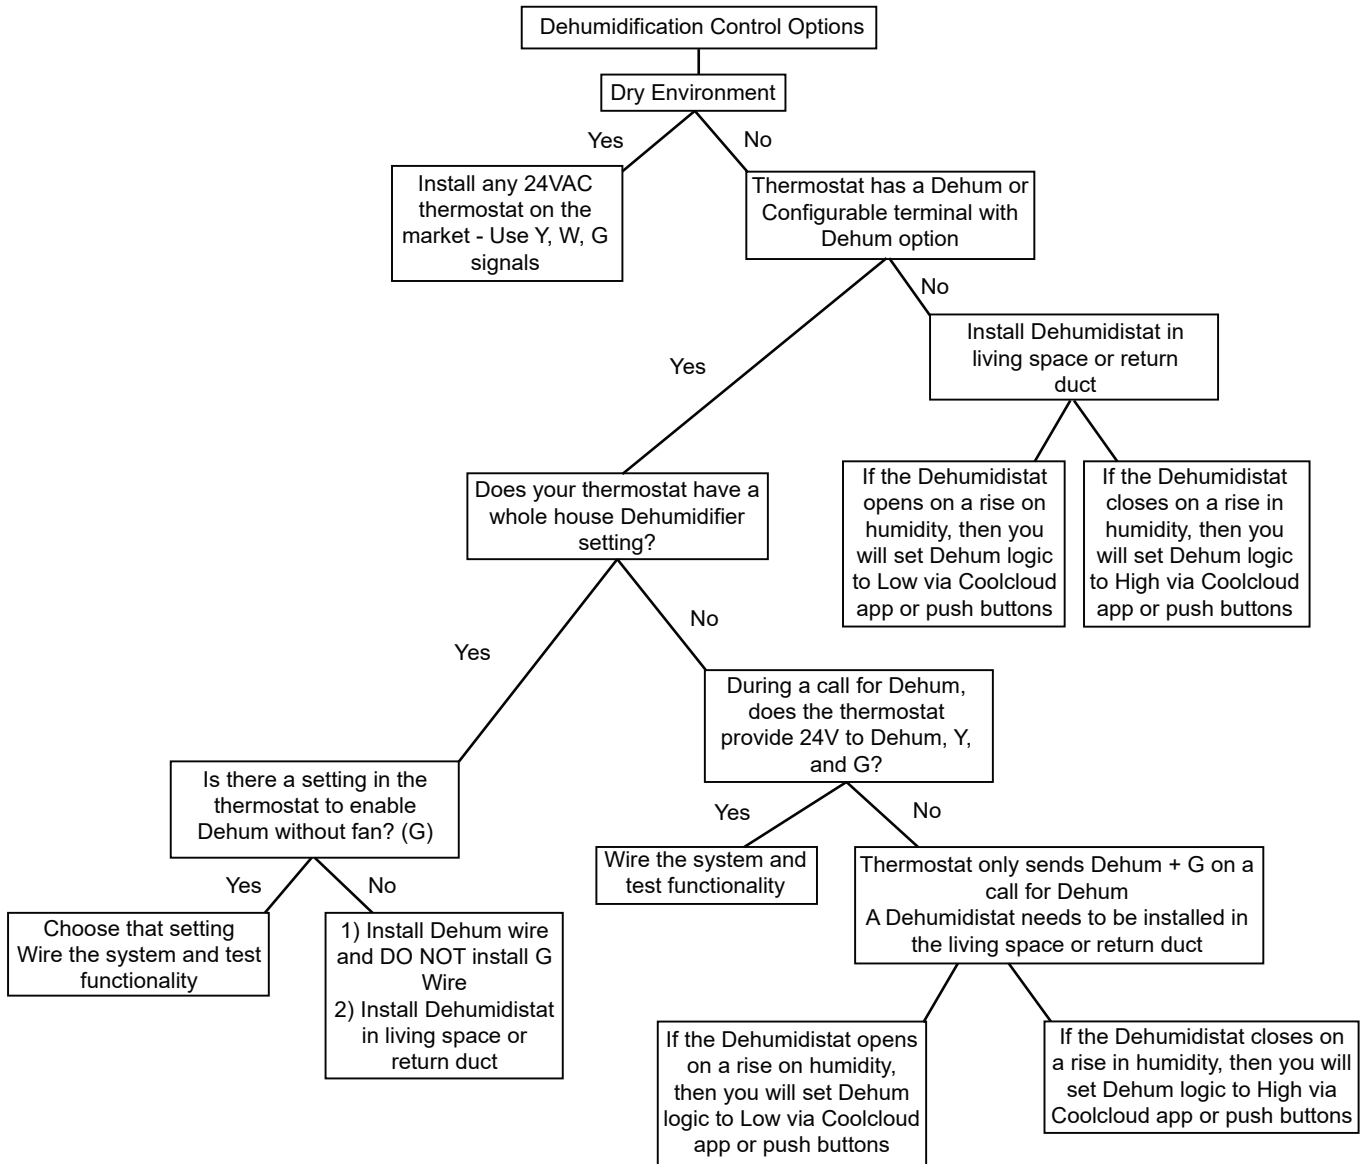 Dehumidification Control Options
Dry Environment
Yes
No
Install any 24VAC
thermostat on the
market - Use Y, W, G
signals
Thermostat has a Dehum or
Configurable terminal with
Dehum option
No
Yes
Install Dehumidistat in
living space or return
duct
If the Dehumidistat
opens on a rise on
humidity, then you
will set Dehum logic
to Low via Coolcloud
app or push buttons
If the Dehumidistat
closes on a rise in
humidity, then you
will set Dehum logic
to High via Coolcloud
app or push buttons
Does your thermostat have a
whole house Dehumidifier
setting?
Yes
No
During a call for Dehum,
does the thermostat
provide 24V to Dehum, Y,
and G?
Is there a setting in the
thermostat to enable
Dehum without fan? (G)
Yes
No
Wire the system and
test functionality
Thermostat only sends Dehum + G on a
call for Dehum
A Dehumidistat needs to be installed in
the living space or return duct
Yes
No
Choose that setting
Wire the system and test
functionality
1) Install Dehum wire
and DO NOT install G
Wire
2) Install Dehumidistat
in living space or
return duct
If the Dehumidistat opens
on a rise on humidity,
then you will set Dehum
logic to Low via Coolcloud
app or push buttons
If the Dehumidistat closes on
a rise in humidity, then you will
set Dehum logic to High via
Coolcloud app or push buttons